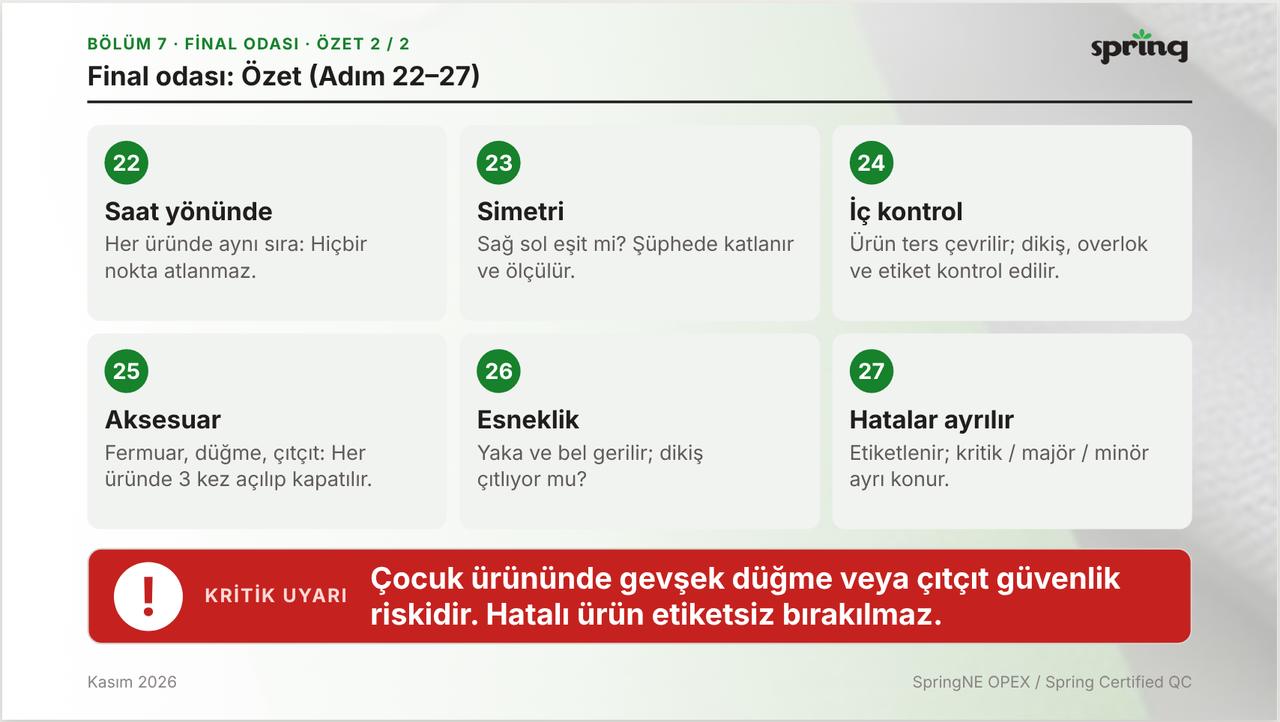 BÖLÜM 7 · FİNAL ODASI · ÖZET 2 / 2
spring
Final odası: Özet (Adım 22–27)
22
Saat yönünde
Her üründe aynı sıra: Hiçbir
nokta atlanmaz.
23
Simetri
Sağ sol eşit mi? Şüphede katlanır
ve ölçülür.
24
İç kontrol
Ürün ters çevrilir; dikiş, overlok
ve etiket kontrol edilir.
25
Aksesuar
Fermuar, düğme, çıtçıt: Her
üründe 3 kez açılıp kapatılır.
26
Esneklik
Yaka ve bel gerilir; dikiş
çıtlıyor mu?
27
Hatalar ayrılır
Etiketlenir; kritik / majör / minör
ayrı konur.
!
KRİTİK UYARI
Çocuk ürününde gevşek düğme veya çıtçıt güvenlik
riskidir. Hatalı ürün etiketsiz bırakılmaz.
Kasım 2026
SpringNE OPEX / Spring Certified QC